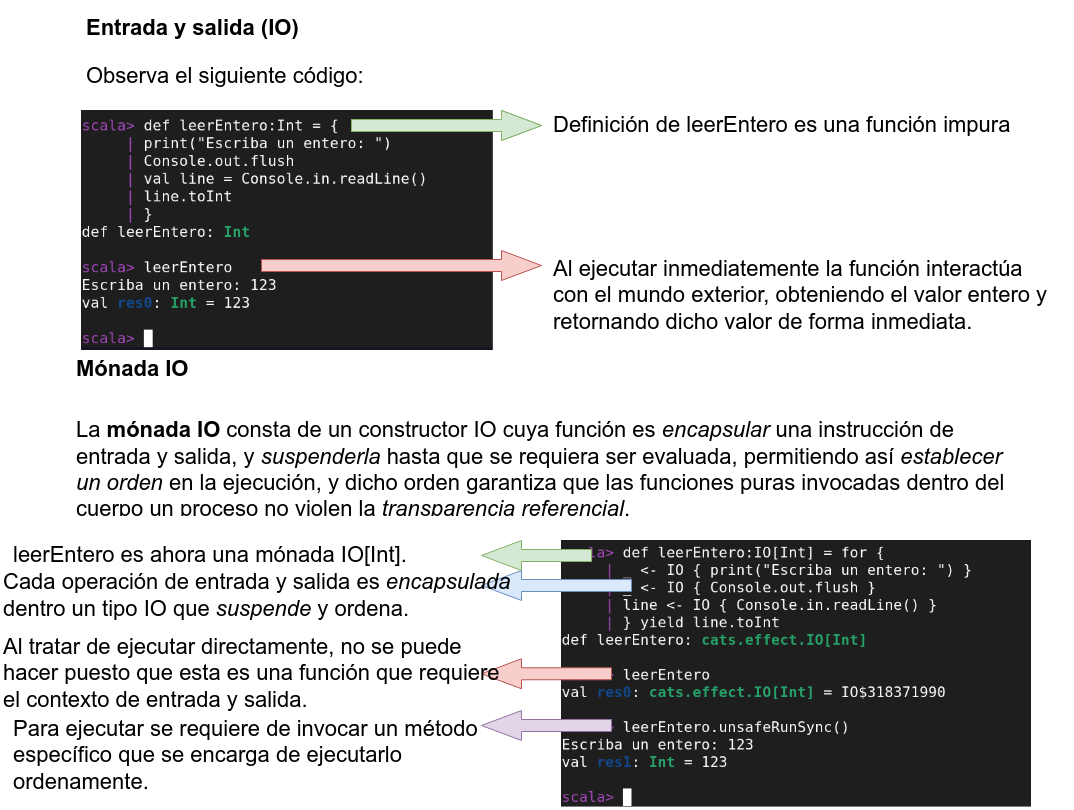 Entrada y salida (IO)
Observa el siguiente código:
scala> def leerEntero:Int = {
| print("Escriba un entero: ")
| Console.out.flush
| val line = Console.in.readLine()
| line.toInt
| }
def leerEntero: Int
scala> leerEntero
Escriba un entero: 123
val res0: Int = 123
scala>
Definición de leerEntero es una función impura
Al ejecutar inmediatemente la función interactúa
con el mundo exterior, obteniendo el valor entero y
retornando dicho valor de forma inmediata.
Mónada IO
La mónada IO consta de un constructor IO cuya función es encapsular una instrucción de
entrada y salida, y suspenderla hasta que se requiera ser evaluada, permitiendo así establecer
un orden en la ejecución, y dicho orden garantiza que las funciones puras invocadas dentro del
cuerpo un proceso no violen la transparencia referencial.
leerEntero es ahora una mónada IO[Int].
Cada operación de entrada y salida es encapsulada
dentro un tipo IO que suspende y ordena.
Al tratar de ejecutar directamente, no se puede
hacer puesto que esta es una función que requiere
el contexto de entrada y salida.
Para ejecutar se requiere de invocar un método
específico que se encarga de ejecutarlo
ordenamente.
la> def leerEntero:IO[Int] = for {
| _ <- IO { print("Escriba un entero: ") }
_ <- IO { Console.out.flush }
| line <- IO { Console.in.readLine() }
| } yield line.toInt
def leerEntero: cats.effect.IO[Int]
leerEntero
val res0: cats.effect.IO[Int] = IO$318371990
leerEntero.unsafeRunSync()
Escriba un entero: 123
val res1: Int = 123
scala>